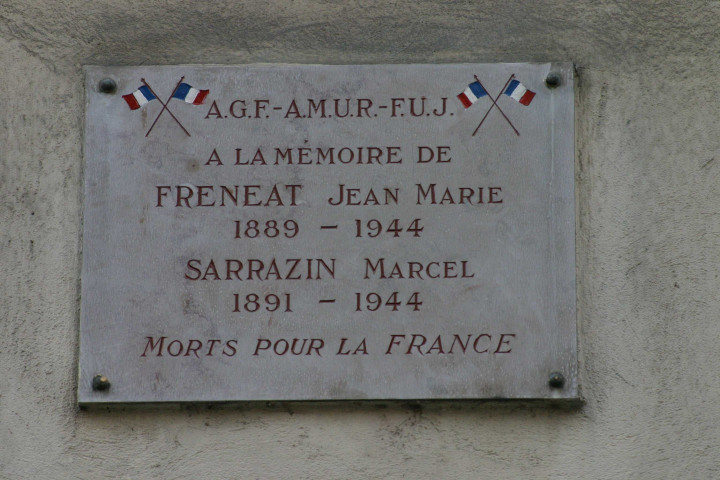 A.G.F.-A.M.U.R.-F.U.J.
A LA MÉMOIRE DE
FRENEAT JEAN MARIE
1889 - 1944
SARRAZIN MARCEL
1891 - 1944
MORTS POUR LA FRANCE